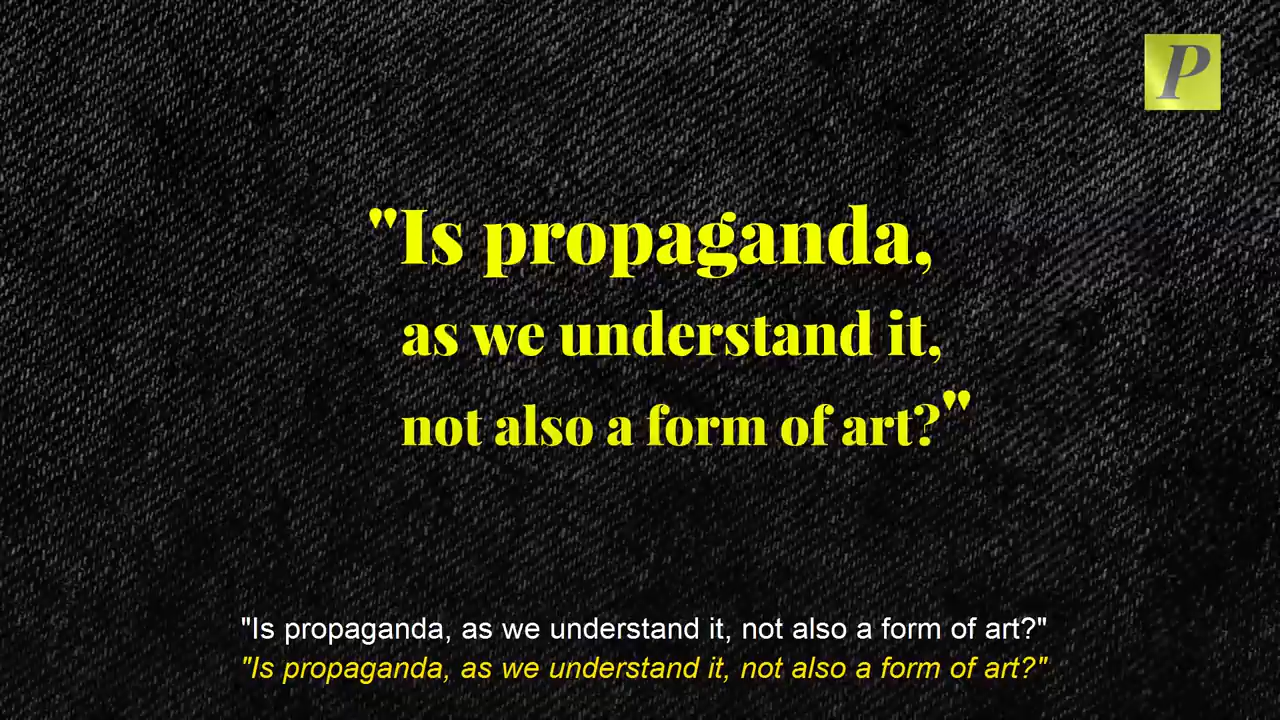 P
"Is propaganda,
as we understand it,
not also a form of art?"
"Is propaganda, as we understand it, not also a form of art?"
"Is propaganda, as we understand it, not also a form of art?"